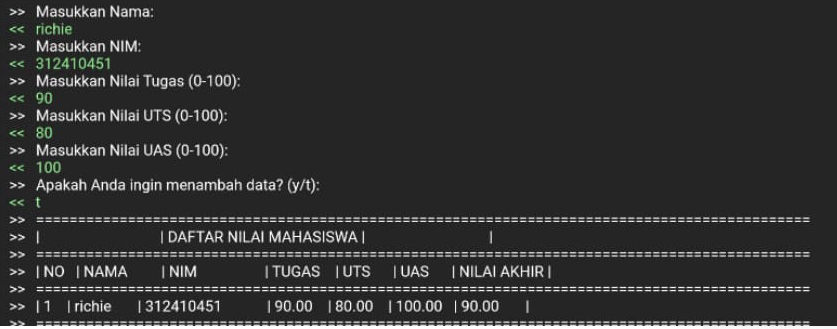 >> Masukkan Nama:
<< richie
>> Masukkan NIM:
<< 312410451
>> Masukkan Nilai Tugas (0-100):
<< 90
>> Masukkan Nilai UTS (0-100):
<< 80
>> Masukkan Nilai UAS (0-100):
<< 100
>> Apakah Anda ingin menambah data? (y/t):
<< t
>> ==========================================================================================
>> | | DAFTAR NILAI MAHASISWA | |
>> ==========================================================================================
>> | NO | NAMA | NIM | TUGAS | UTS | UAS | NILAI AKHIR |
>> ==========================================================================================
>> | 1 | richie | 312410451 | 90.00 | 80.00 | 100.00 | 90.00 |
>> ==========================================================================================